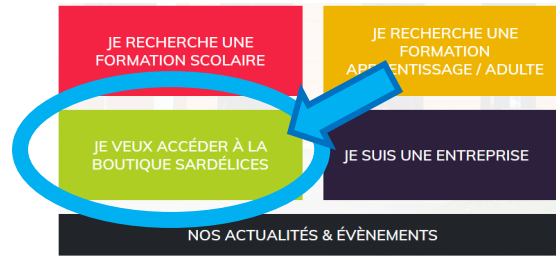 JE RECHERCHE UNE
FORMATION SCOLAIRE
JE RECHERCHE UNE
FORMATION
APPRENTISSAGE / ADULTE
JE VEUX ACCÉDER À LA
BOUTIQUE SARDÉLICES
JE SUIS UNE ENTREPRISE
NOS ACTUALITÉS & ÉVÈNEMENTS